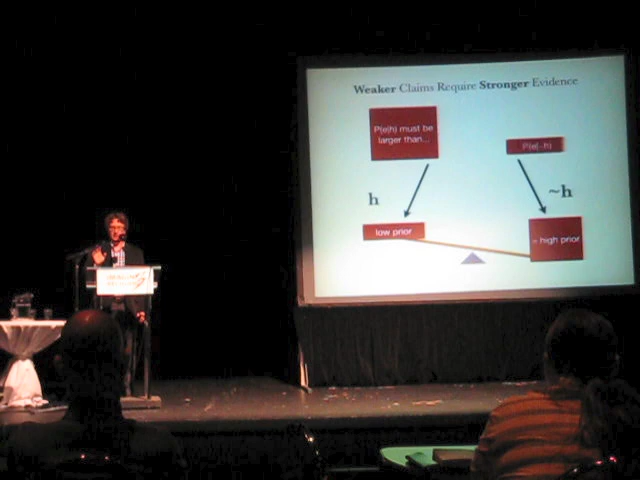 Weaker Claims Require Stronger Evidence
P(e|h) must be
larger than...
P(e|~h)
h
~h
low prior
= high prior